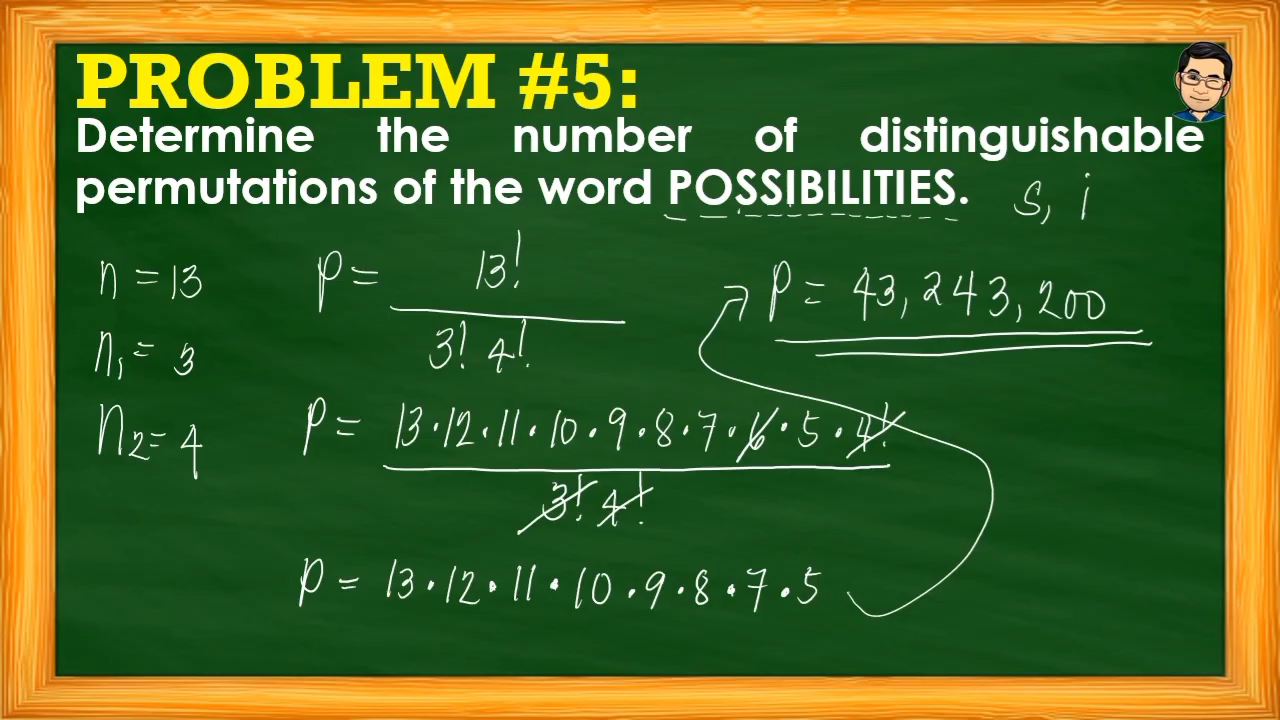 PROBLEM #5:
Determine the number of distinguishable
permutations of the word POSSIBILITIES.
s, i
n = 13
n₁ = 3
n₂ = 4
P = 13! / 3! 4!
P = 13·12·11·10·9·8·7·6·5·4! / 3! 4!
P = 13·12·11·10·9·8·7·5
P = 43,243,200